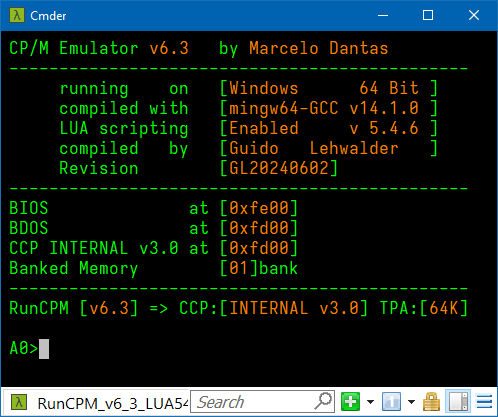 Cmder
CP/M Emulator v6.3 by Marcelo Dantas
-----------------------------------------------
running on [Windows 64 Bit ]
compiled with [mingw64-GCC v14.1.0 ]
LUA scripting [Enabled v 5.4.6 ]
compiled by [Guido Lehwalder ]
Revision [GL20240602]
-----------------------------------------------
BIOS at [0xfe00]
BDOS at [0xfd00]
CCP INTERNAL v3.0 at [0xfd00]
Banked Memory [01]bank
-----------------------------------------------
RunCPM [v6.3] => CCP:[INTERNAL v3.0] TPA:[64K]
A0>
RunCPM_v6_3_LUA54 Search